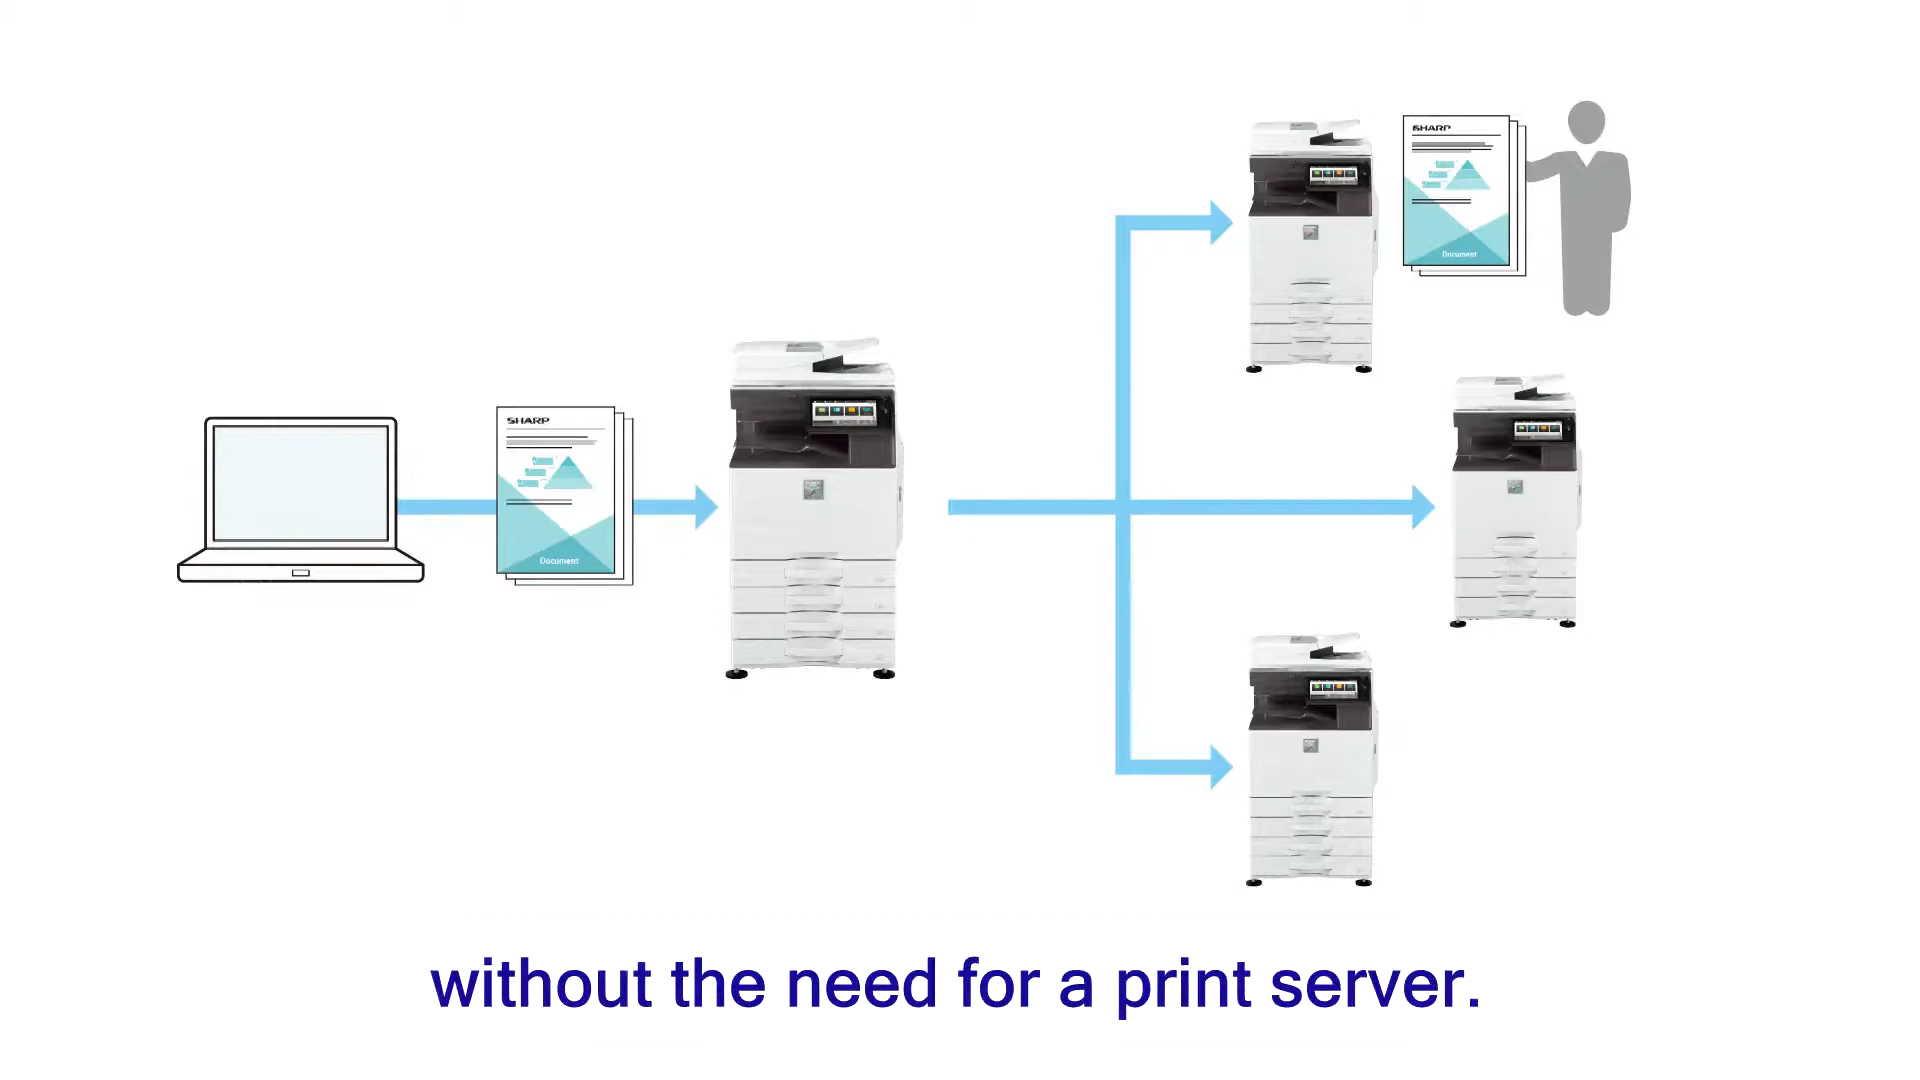 SHARP
Document
SHARP
Document
without the need for a print server.